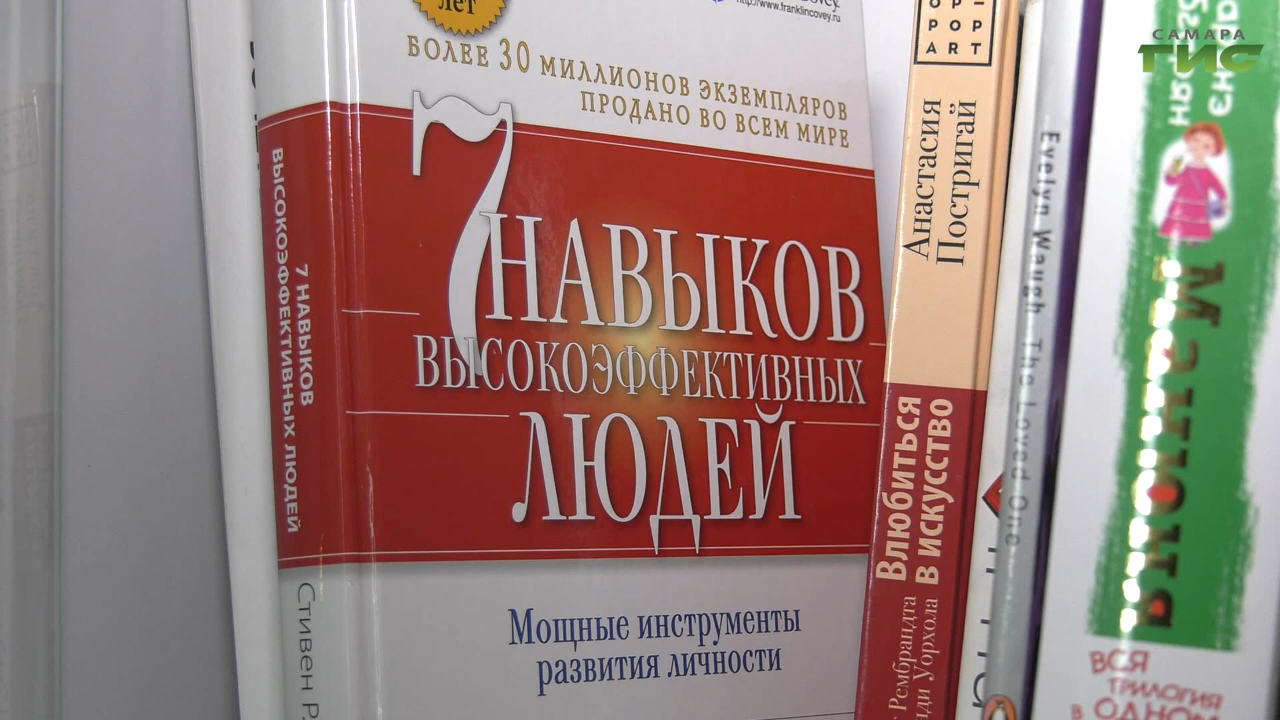 лет
http://www.franklincovey.ru
БОЛЕЕ 30 МИЛЛИОНОВ ЭКЗЕМПЛЯРОВ
ПРОДАНО ВО ВСЕМ МИРЕ
7 НАВЫКОВ
ВЫСОКОЭФФЕКТИВНЫХ
ЛЮДЕЙ
Мощные инструменты
развития личности
7 НАВЫКОВ
ВЫСОКОЭФФЕКТИВНЫХ ЛЮДЕЙ
СТИВЕН Р.
Анастасия
Постригай
Влюбиться
в искусство
Рембрандта
Уорхола
Evelyn Waugh The Loved One
МЭНЮНЯ
ВСЯ
ТРИЛОГИЯ
В ОДНОМ
САМАРА
ТИС